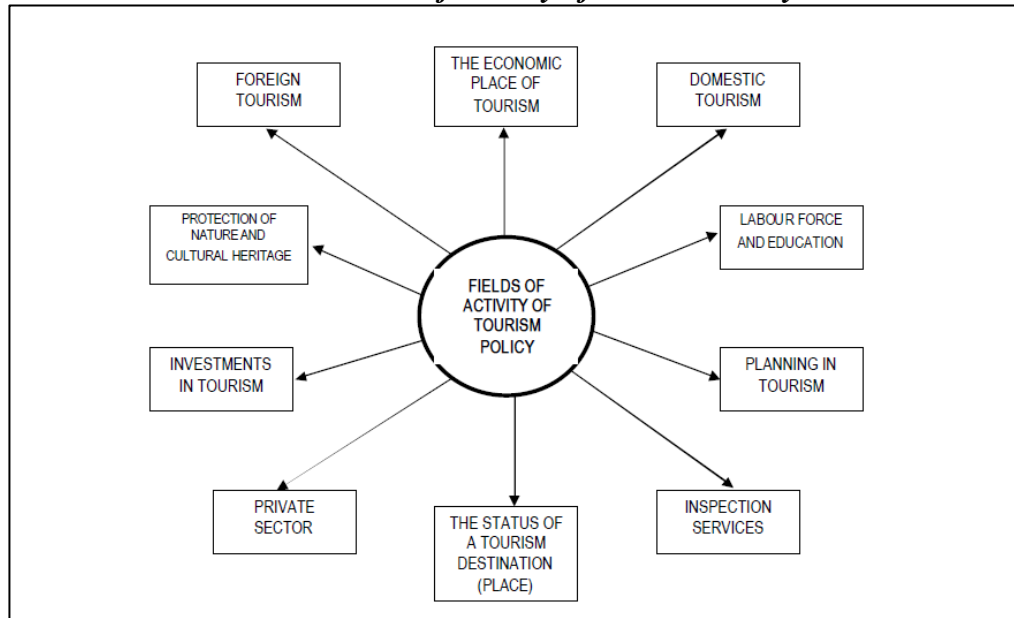 FOREIGN
TOURISM
THE ECONOMIC
PLACE OF
TOURISM
DOMESTIC
TOURISM
PROTECTION OF
NATURE AND
CULTURAL HERITAGE
LABOUR FORCE
AND EDUCATION
FIELDS OF
ACTIVITY OF
TOURISM
POLICY
INVESTMENTS
IN TOURISM
PLANNING IN
TOURISM
PRIVATE
SECTOR
THE STATUS OF
A TOURISM
DESTINATION
(PLACE)
INSPECTION
SERVICES